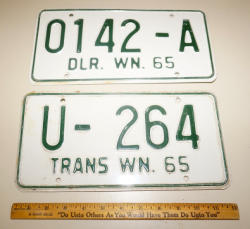 0142-A
DLR. WN. 65
U-264
TRANS WN. 65
"Do Unto Others As You Would Have Them Do Unto You"